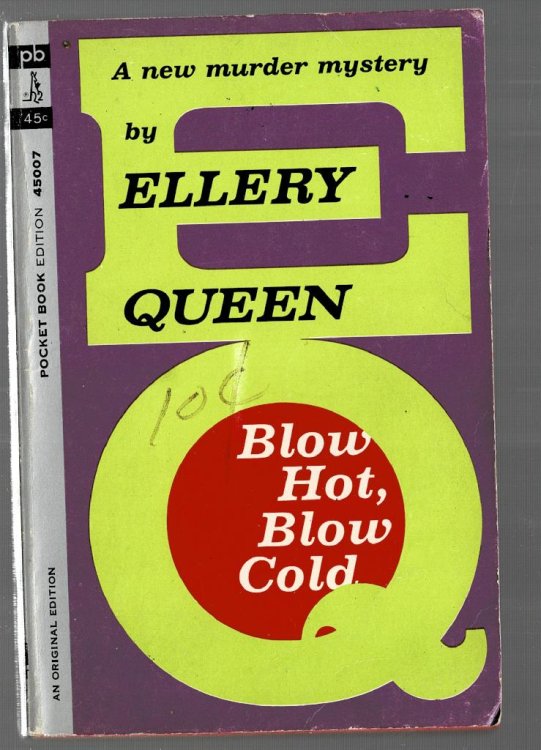 pb
45¢
POCKET BOOK EDITION 45007
AN ORIGINAL EDITION
A new murder mystery
by
ELLERY
QUEEN
10¢
Blow
Hot,
Blow
Cold